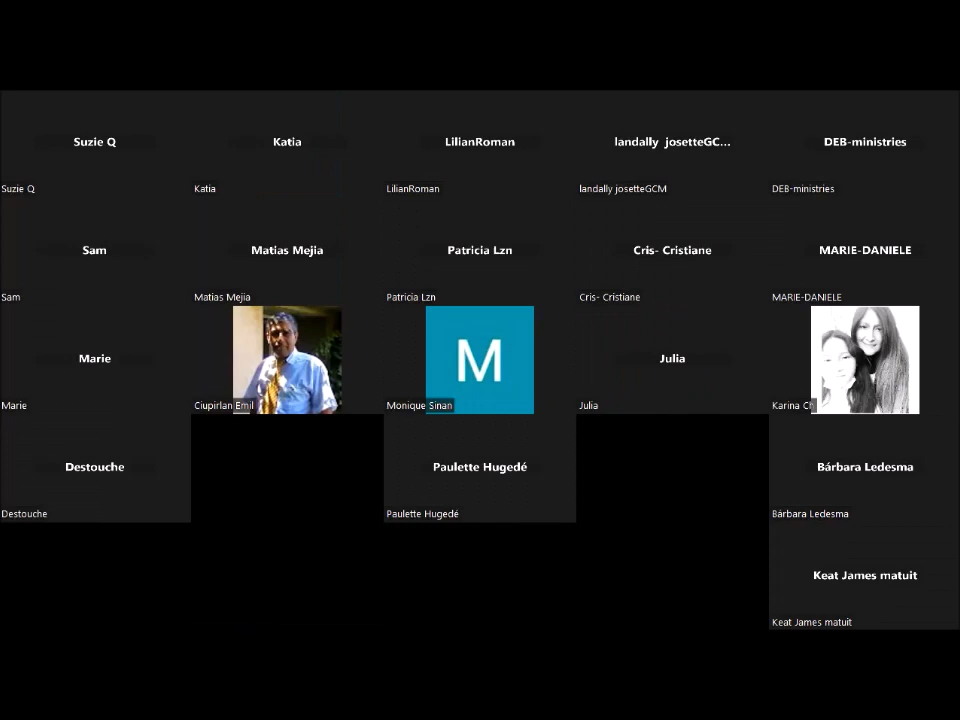 Suzie Q
Katia
LilianRoman
landally josetteGC...
DEB-ministries
Suzie Q
Katia
LilianRoman
landally josetteGCM
DEB-ministries
Sam
Matias Mejia
Patricia Lzn
Cris- Cristiane
MARIE-DANIELE
Sam
Matias Mejia
Patricia Lzn
Cris- Cristiane
MARIE-DANIELE
Marie
M
Julia
Marie
Ciupirlan Emil
Monique Sinan
Julia
Karina
Destouche
Paulette Hugedé
Bárbara Ledesma
Destouche
Paulette Hugedé
Bárbara Ledesma
Keat James matuit
Keat James matuit